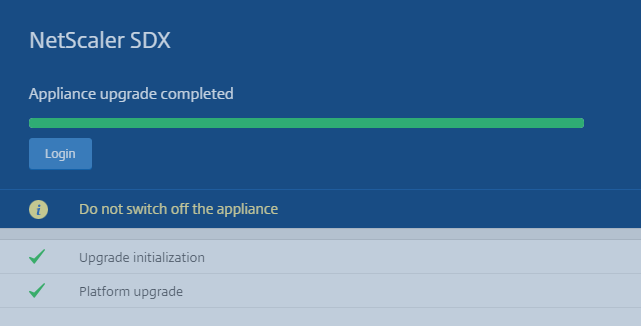 NetScaler SDX
Appliance upgrade completed
Login
i Do not switch off the appliance
Upgrade initialization
Platform upgrade